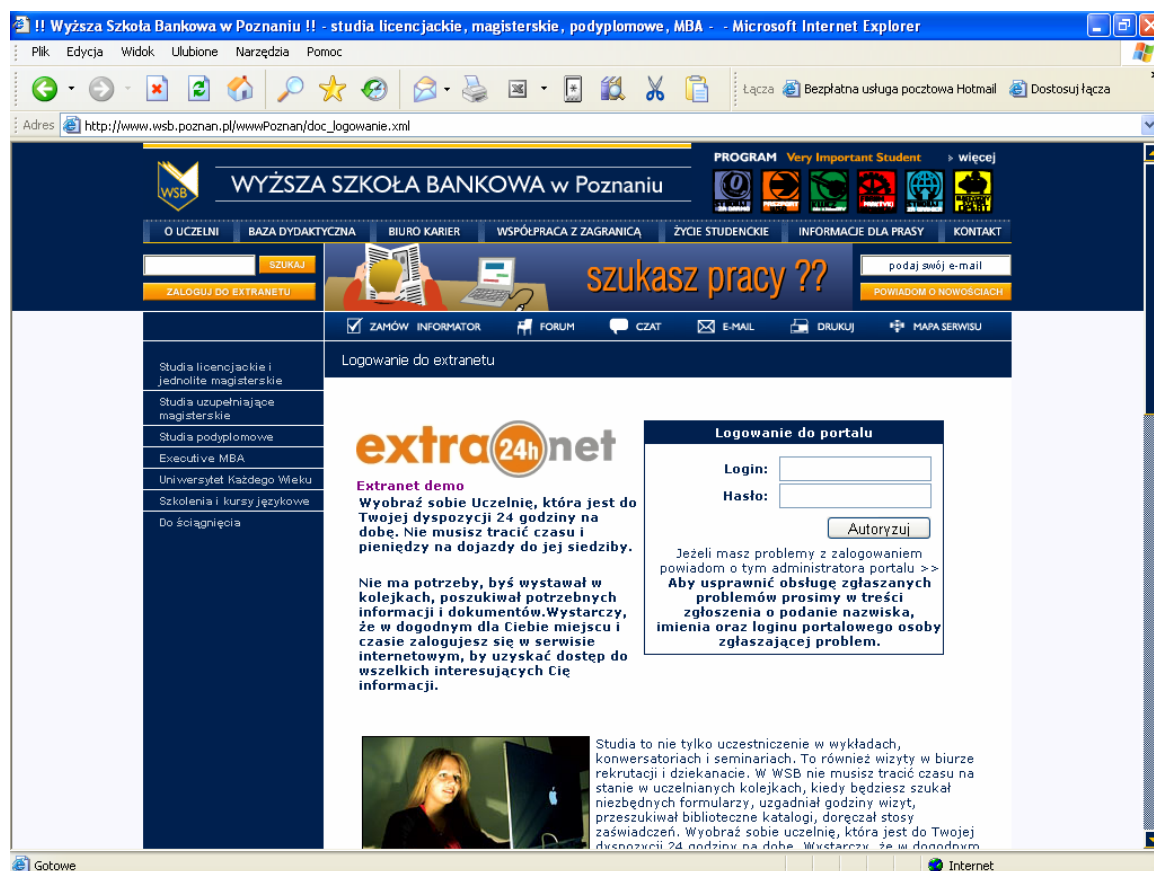 !! Wyższa Szkoła Bankowa w Poznaniu !! - studia licencjackie, magisterskie, podyplomowe, MBA - - Microsoft Internet Explorer
Plik Edycja Widok Ulubione Narzędzia Pomoc
Łącza Bezpłatna usługa pocztowa Hotmail Dostosuj łącza
Adres http://www.wsb.poznan.pl/wwwPoznan/doc_logowanie.xml
PROGRAM Very Important Student więcej
WSB WYŻSZA SZKOŁA BANKOWA w Poznaniu
O UCZELNI BAZA DYDAKTYCZNA BIURO KARIER WSPÓŁPRACA Z ZAGRANICĄ ŻYCIE STUDENCKIE INFORMACJE DLA PRASY KONTAKT
SZUKAJ szukasz pracy ?? podaj swój e-mail
ZALOGUJ DO EXTRANETU POWIADOM O NOWOŚCIACH
ZAMÓW INFORMATOR FORUM CZAT E-MAIL DRUKUJ MAPA SERWISU
Logowanie do extranetu
Studia licencjackie i
jednolite magisterskie
Studia uzupełniające
magisterskie
Studia podyplomowe
Executive MBA
Uniwersytet Każdego Wieku
Szkolenia i kursy językowe
Do ściągnięcia
extra24hnet
Extranet demo
Wyobraź sobie Uczelnię, która jest do
Twojej dyspozycji 24 godziny na
dobę. Nie musisz tracić czasu i
pieniędzy na dojazdy do jej siedziby.
Nie ma potrzeby, byś wystawał w
kolejkach, poszukiwał potrzebnych
informacji i dokumentów.Wystarczy,
że w dogodnym dla Ciebie miejscu i
czasie zalogujesz się w serwisie
internetowym, by uzyskać dostęp do
wszelkich interesujących Cię
informacji.
Logowanie do portalu
Login:
Hasło:
Autoryzuj
Jeżeli masz problemy z zalogowaniem
powiadom o tym administratora portalu >>
Aby usprawnić obsługę zgłaszanych
problemów prosimy w treści
zgłoszenia o podanie nazwiska,
imienia oraz loginu portalowego osoby
zgłaszającej problem.
Studia to nie tylko uczestniczenie w wykładach,
konwersatoriach i seminariach. To również wizyty w biurze
rekrutacji i dziekanacie. W WSB nie musisz tracić czasu na
stanie w uczelnianych kolejkach, kiedy będziesz szukał
niezbędnych formularzy, uzgadniał godziny wizyt,
przeszukiwał biblioteczne katalogi, doręczał stosy
zaświadczeń. Wyobraź sobie uczelnię, która jest do Twojej
dyspozycji 24 godziny na dobę. Wystarczy, że w dogodnym
Gotowe Internet